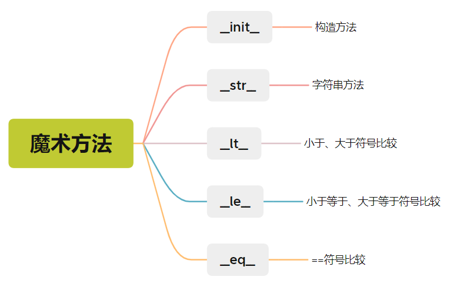 魔术方法
__init__ 构造方法
__str__ 字符串方法
__lt__ 小于、大于符号比较
__le__ 小于等于、大于等于符号比较
__eq__ ==符号比较